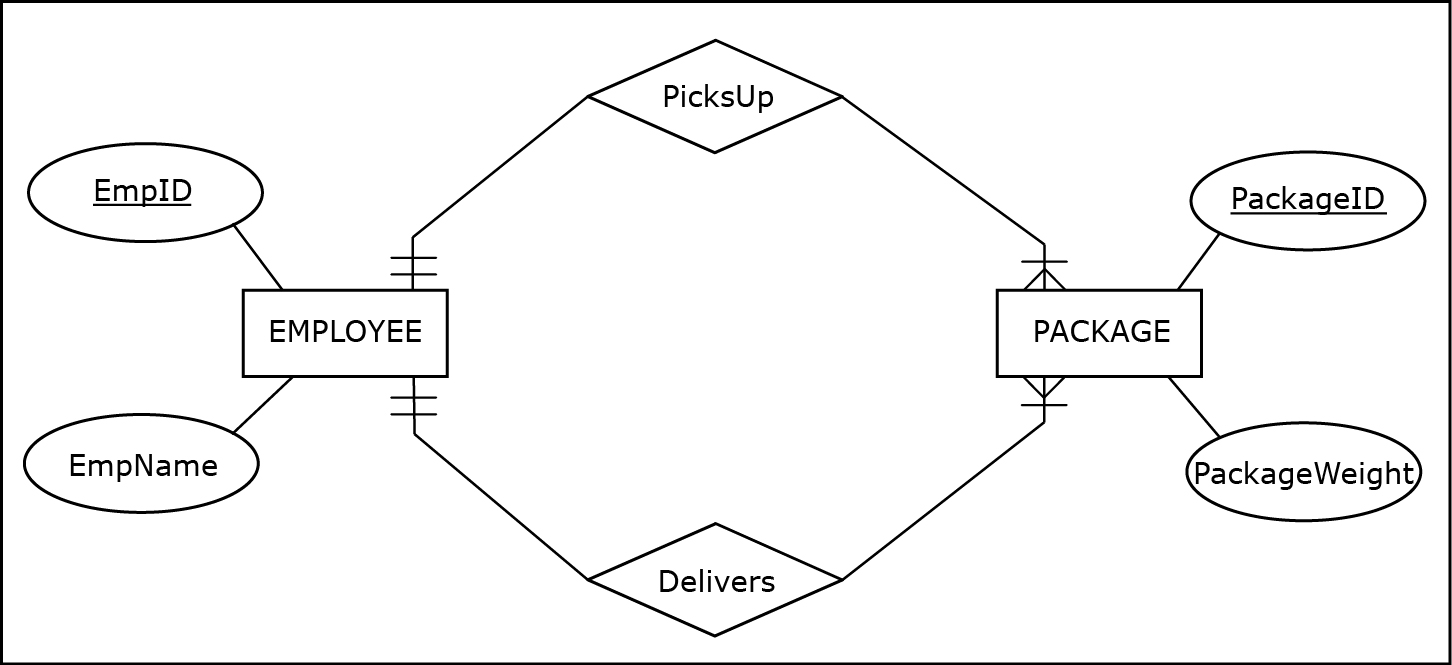 PicksUp
EmpID
PackageID
EMPLOYEE
PACKAGE
EmpName
PackageWeight
Delivers